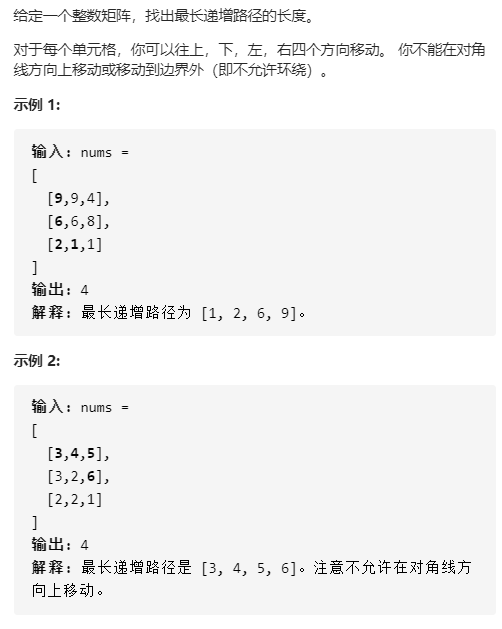 给定一个整数矩阵，找出最长递增路径的长度。
对于每个单元格，你可以往上，下，左，右四个方向移动。 你不能在对角
线方向上移动或移动到边界外（即不允许环绕）。
示例 1:
输入: nums =
[
[9,9,4],
[6,6,8],
[2,1,1]
]
输出: 4
解释: 最长递增路径为 [1, 2, 6, 9]。
示例 2:
输入: nums =
[
[3,4,5],
[3,2,6],
[2,2,1]
]
输出: 4
解释: 最长递增路径是 [3, 4, 5, 6]。注意不允许在对角线方
向上移动。